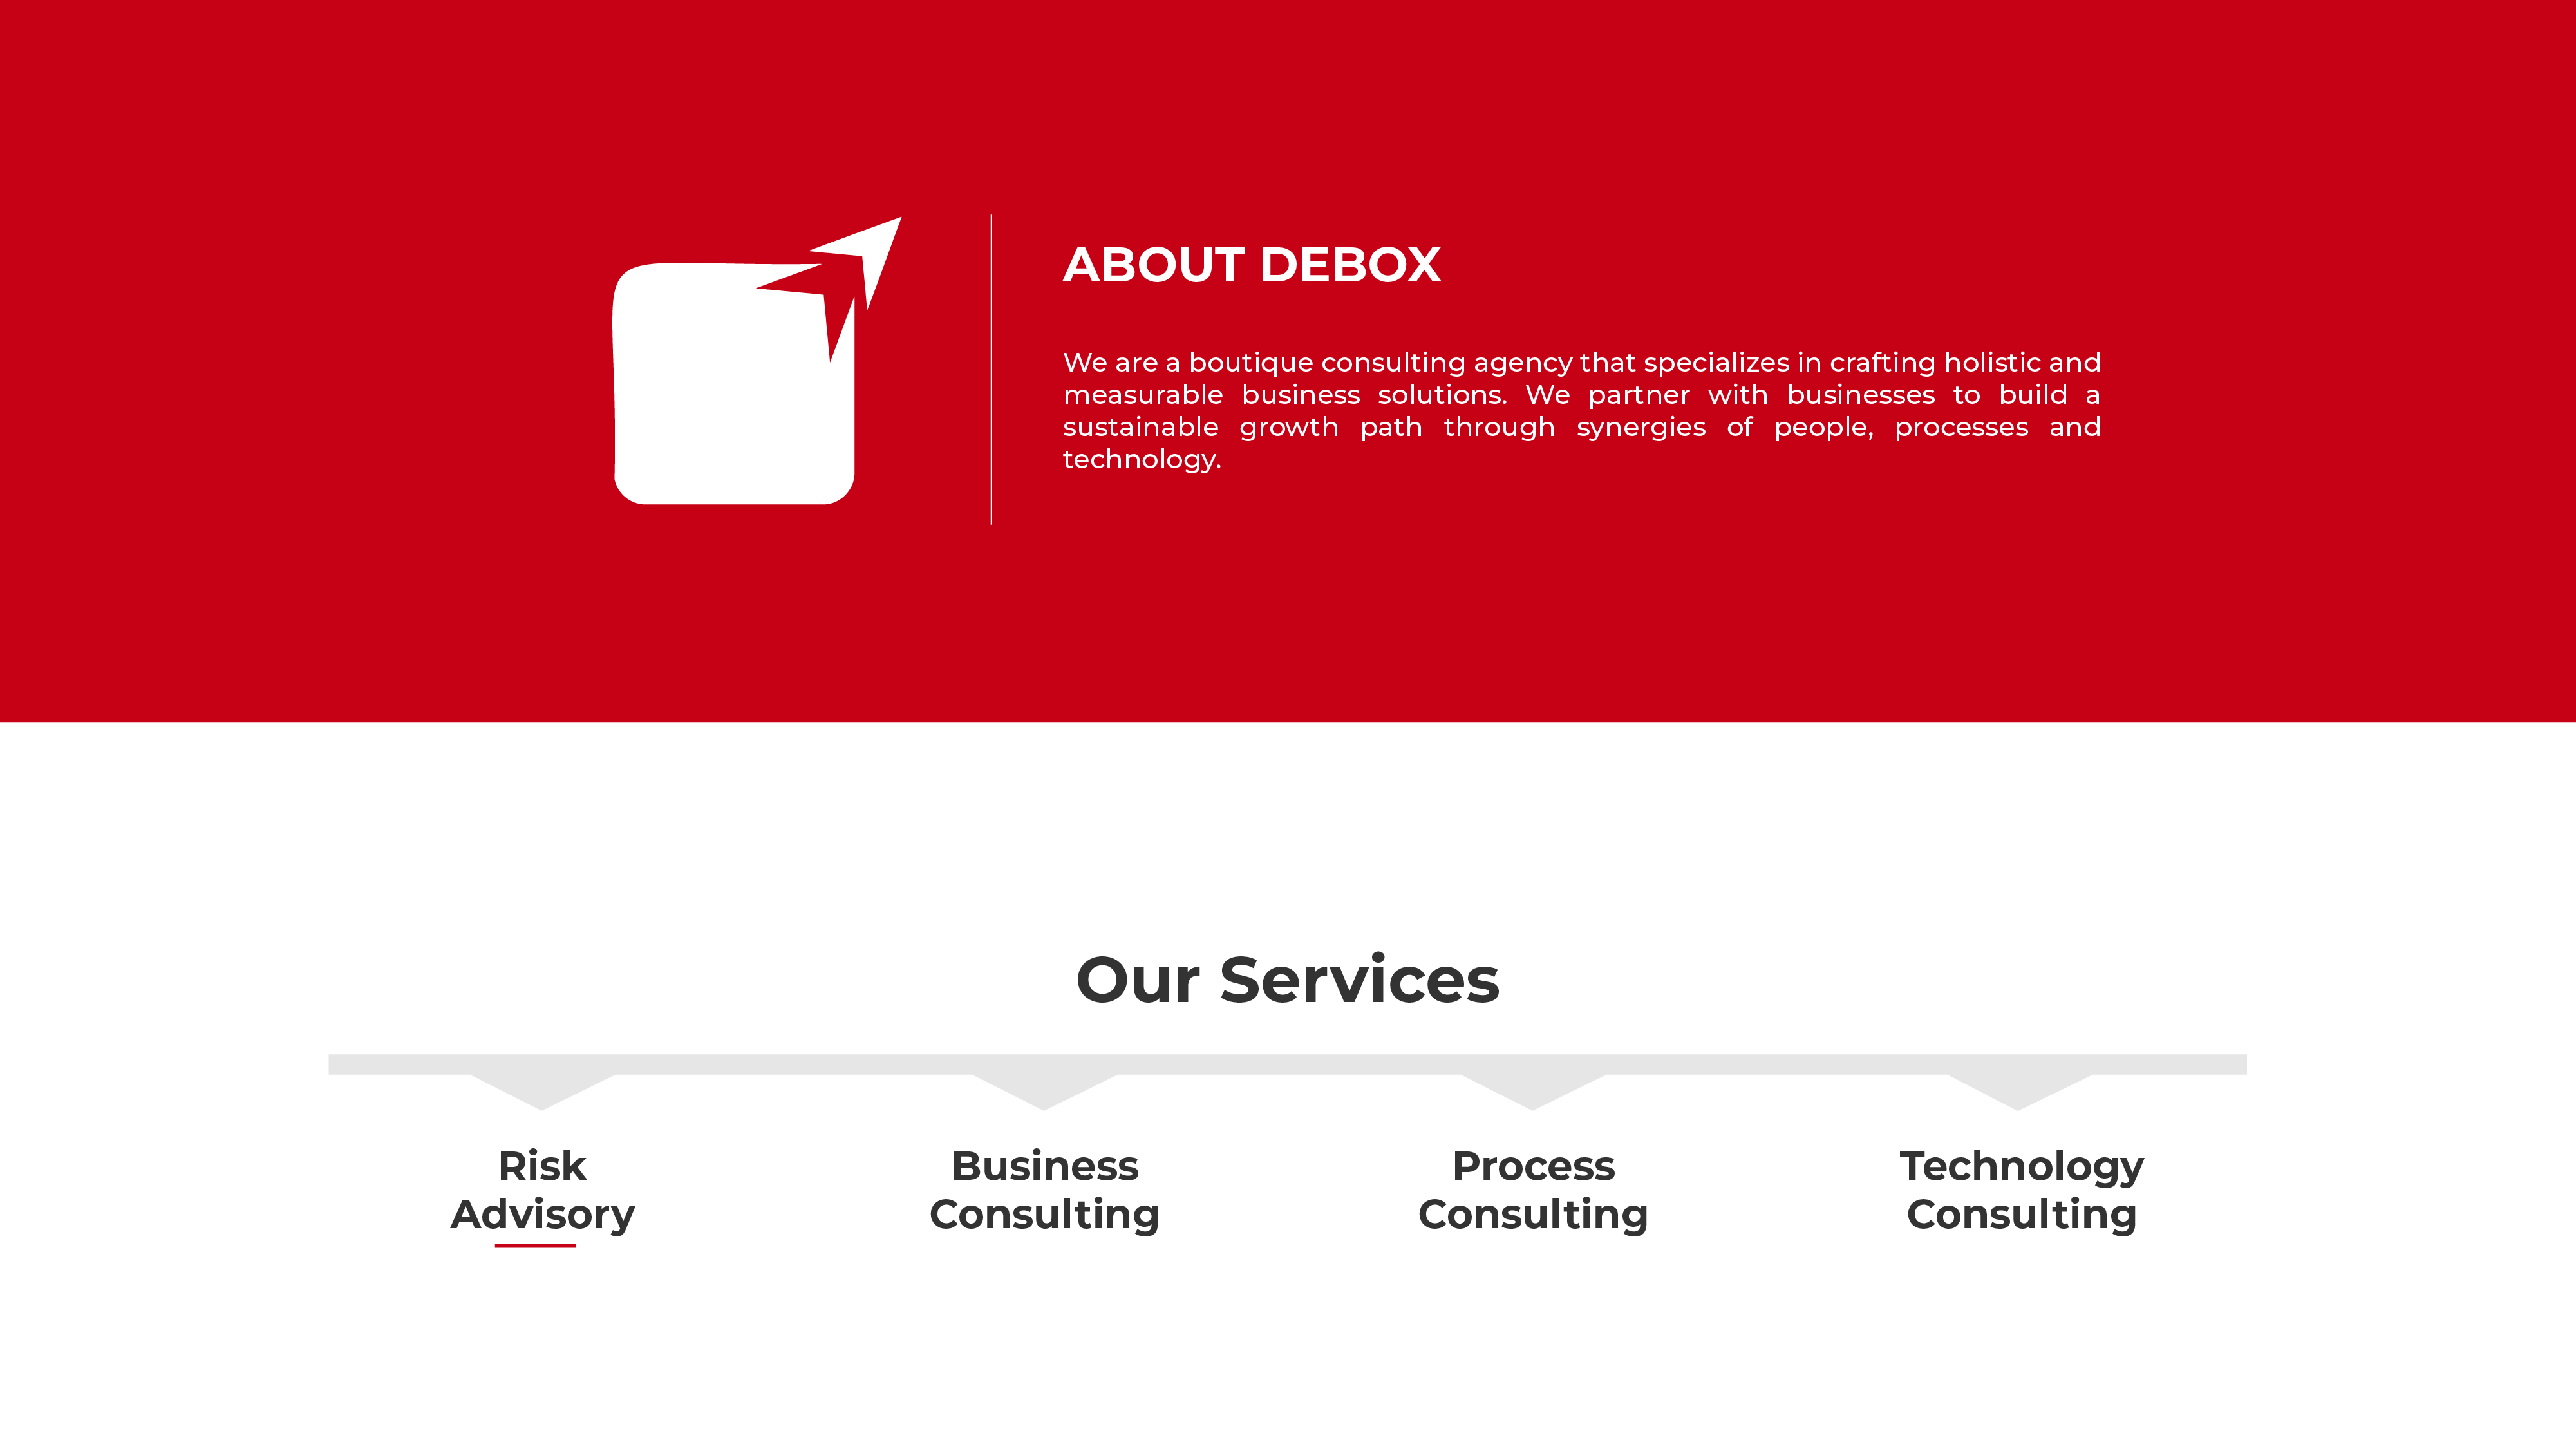 ABOUT DEBOX
We are a boutique consulting agency that specializes in crafting holistic and
measurable business solutions. We partner with businesses to build a
sustainable growth path through synergies of people, processes and
technology.
Our Services
Risk
Advisory
Business
Consulting
Process
Consulting
Technology
Consulting